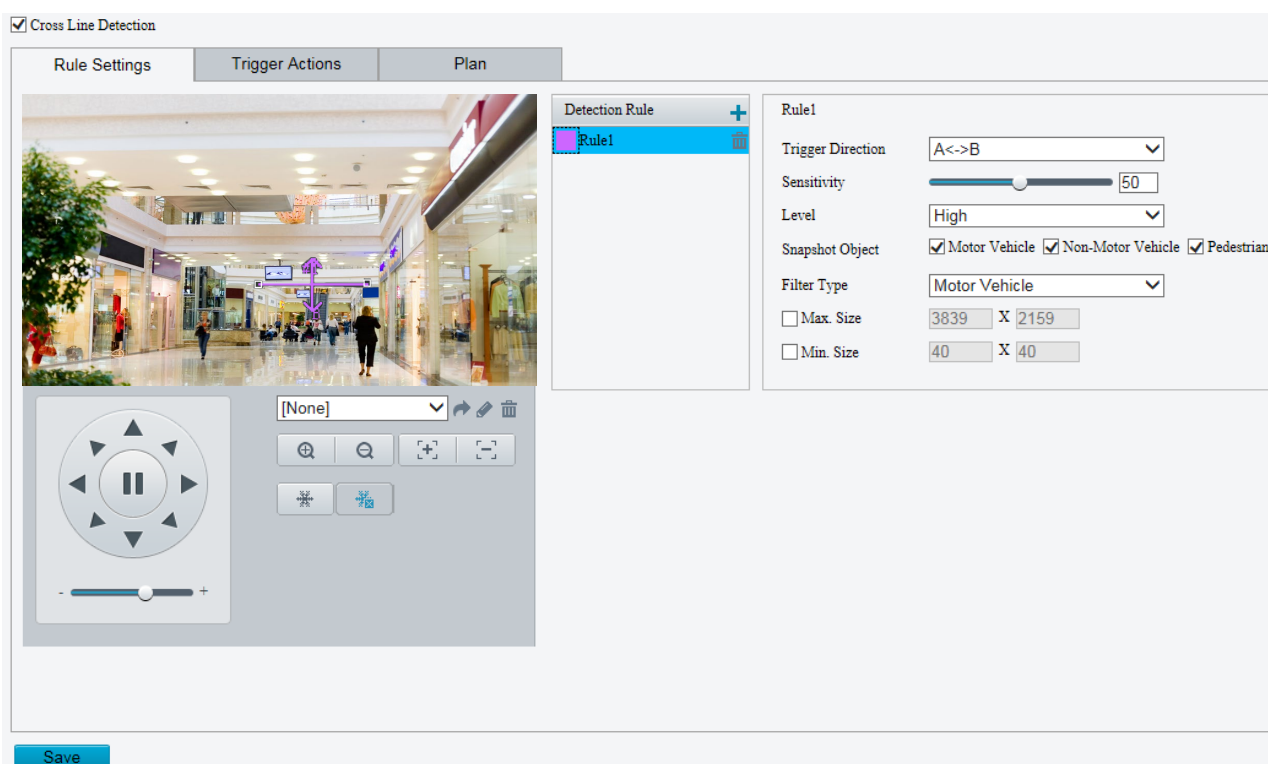 Cross Line Detection
Rule Settings
Trigger Actions
Plan
Detection Rule +
Rule1
Rule1
Trigger Direction A<->B
Sensitivity 50
Level High
Snapshot Object Motor Vehicle Non-Motor Vehicle Pedestrian
Filter Type Motor Vehicle
Max. Size 3839 X 2159
Min. Size 40 X 40
[None]
- +
Save